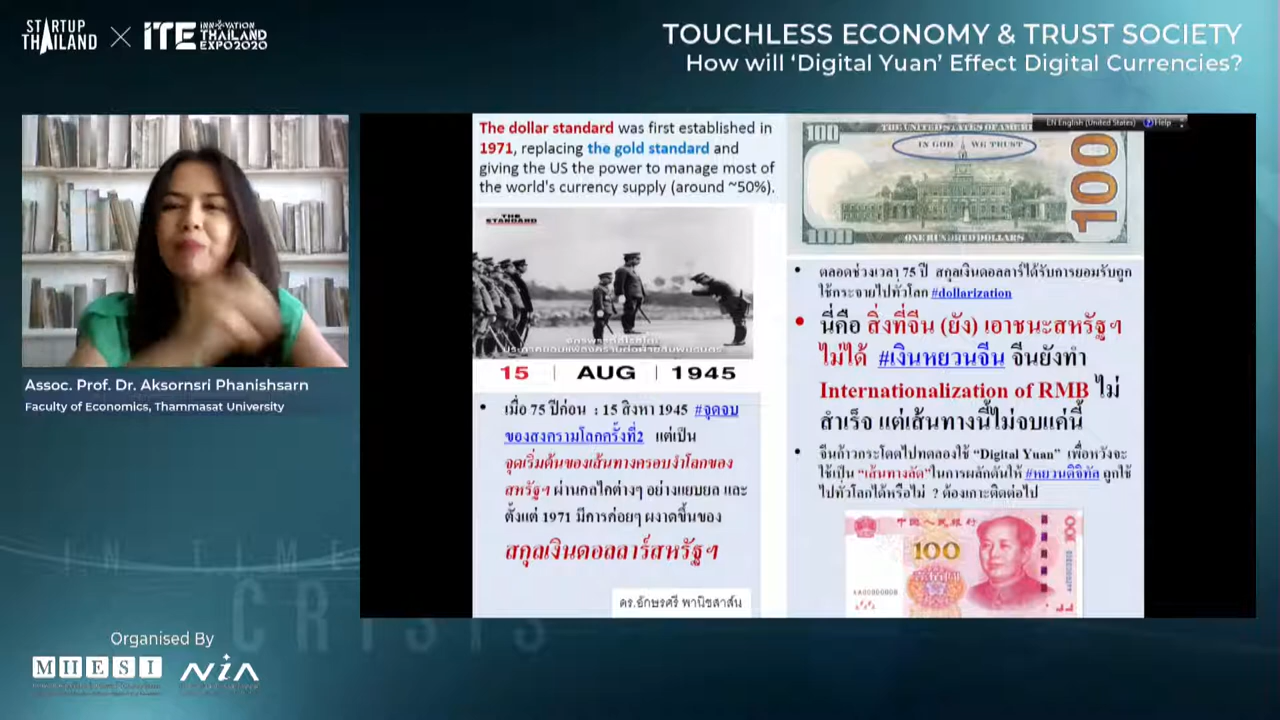 STARTUP
THAILAND
ITE
INNOVATION
THAILAND
EXPO2020
TOUCHLESS ECONOMY & TRUST SOCIETY
How will ‘Digital Yuan’ Effect Digital Currencies?
Assoc. Prof. Dr. Aksornsri Phanishsarn
Faculty of Economics, Thammasat University
The dollar standard was first established in
1971, replacing the gold standard and
giving the US the power to manage most of
the world's currency supply (around ~50%).
THE
STANDARD
15 | AUG | 1945
• เมื่อ 75 ปีก่อน : 15 สิงหา 1945 #จุดจบ
ของสงครามโลกครั้งที่2 แต่เป็น
จุดเริ่มต้นของเส้นทางครอบงำโลกของ
สหรัฐฯ ผ่านกลไกต่างๆ อย่างแยบยล และ
ตั้งแต่ 1971 มีการค่อยๆ ผงาดขึ้นของ
สกุลเงินดอลลาร์สหรัฐฯ
ดร.อักษรศรี พานิชสาส์น
EN English (United States) Help
100 THE UNITED STATES OF AMERI
IN GOD WE TRUST
100
100 ONE HUNDRED DOLLARS
• ตลอดช่วงเวลา 75 ปี สกุลเงินดอลลาร์ได้รับการยอมรับถูก
ใช้กระจายไปทั่วโลก #dollarization
• นี่คือ สิ่งที่จีน (ยัง) เอาชนะสหรัฐฯ
ไม่ได้ #เงินหยวนจีน จีนยังทำ
Internationalization of RMB ไม่
สำเร็จ แต่เส้นทางนี้ไม่จบแค่นี้
• จีนก้าวกระโดดไปทดลองใช้ “Digital Yuan” เพื่อหวังจะ
ใช้เป็น “เส้นทางลัด”ในการผลักดันให้ #หยวนดิจิทัล ถูกใช้
ไปทั่วโลกได้หรือไม่ ? ต้องเกาะติดต่อไป
中国人民银行
100
100
IN TIME
CRISIS
Organised By
MHESI NIA